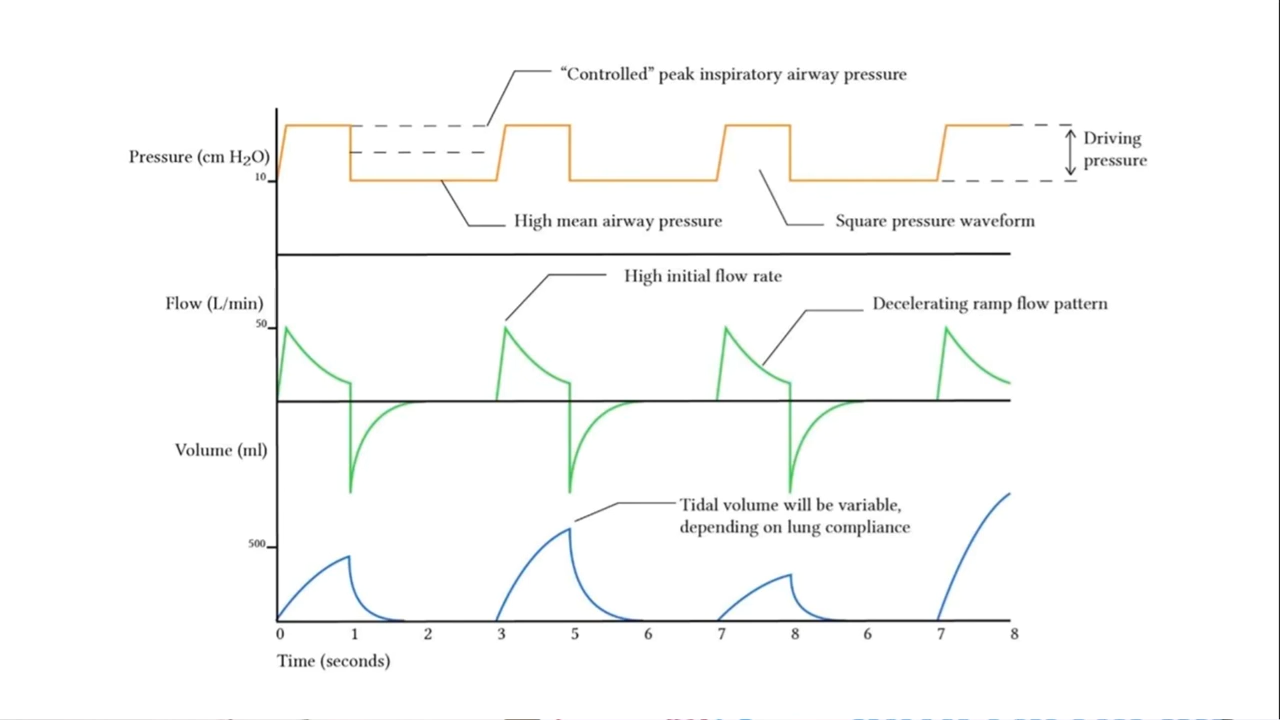 “Controlled” peak inspiratory airway pressure
Pressure (cm H₂O)
10
Driving
pressure
High mean airway pressure
Square pressure waveform
High initial flow rate
Flow (L/min)
50
Decelerating ramp flow pattern
Volume (ml)
Tidal volume will be variable,
depending on lung compliance
500
0 1 2 3 5 6 7 8 6 7 8
Time (seconds)